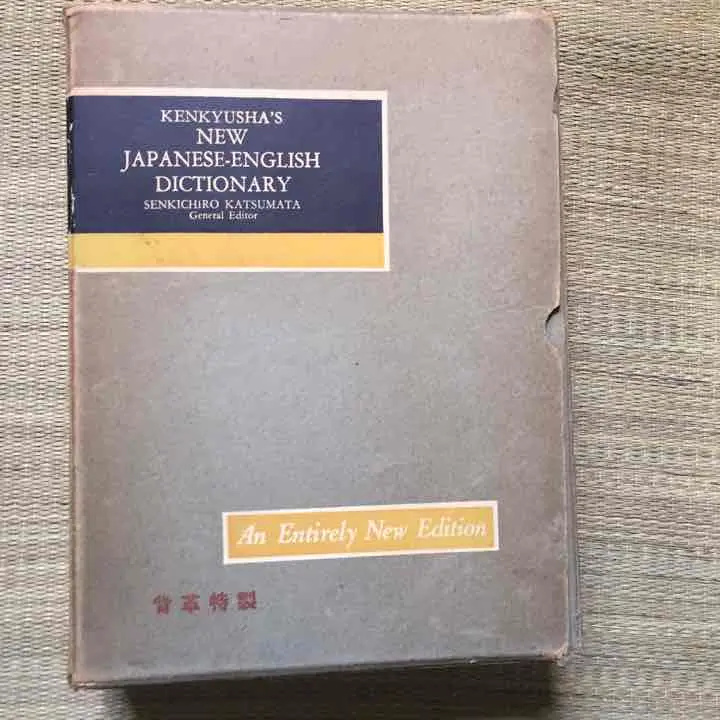 KENKYUSHA'S
NEW
JAPANESE-ENGLISH
DICTIONARY
SENKICHIRO KATSUMATA
General Editor
An Entirely New Edition
背革特製